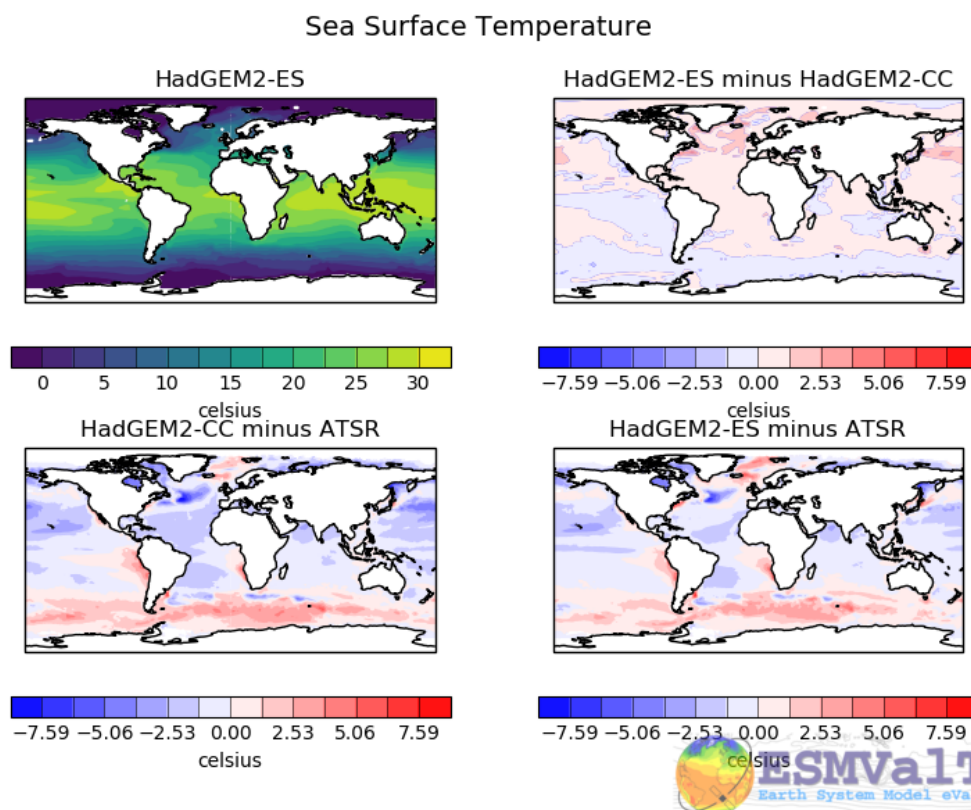 Sea Surface Temperature
HadGEM2-ES
HadGEM2-ES minus HadGEM2-CC
0 5 10 15 20 25 30
celsius
−7.59 −5.06 −2.53 0.00 2.53 5.06 7.59
celsius
HadGEM2-CC minus ATSR
HadGEM2-ES minus ATSR
−7.59 −5.06 −2.53 0.00 2.53 5.06 7.59
celsius
−7.59 −5.06 −2.53 0.00 2.53 5.06 7.59
celsius
ESMValT
Earth System Model eVa